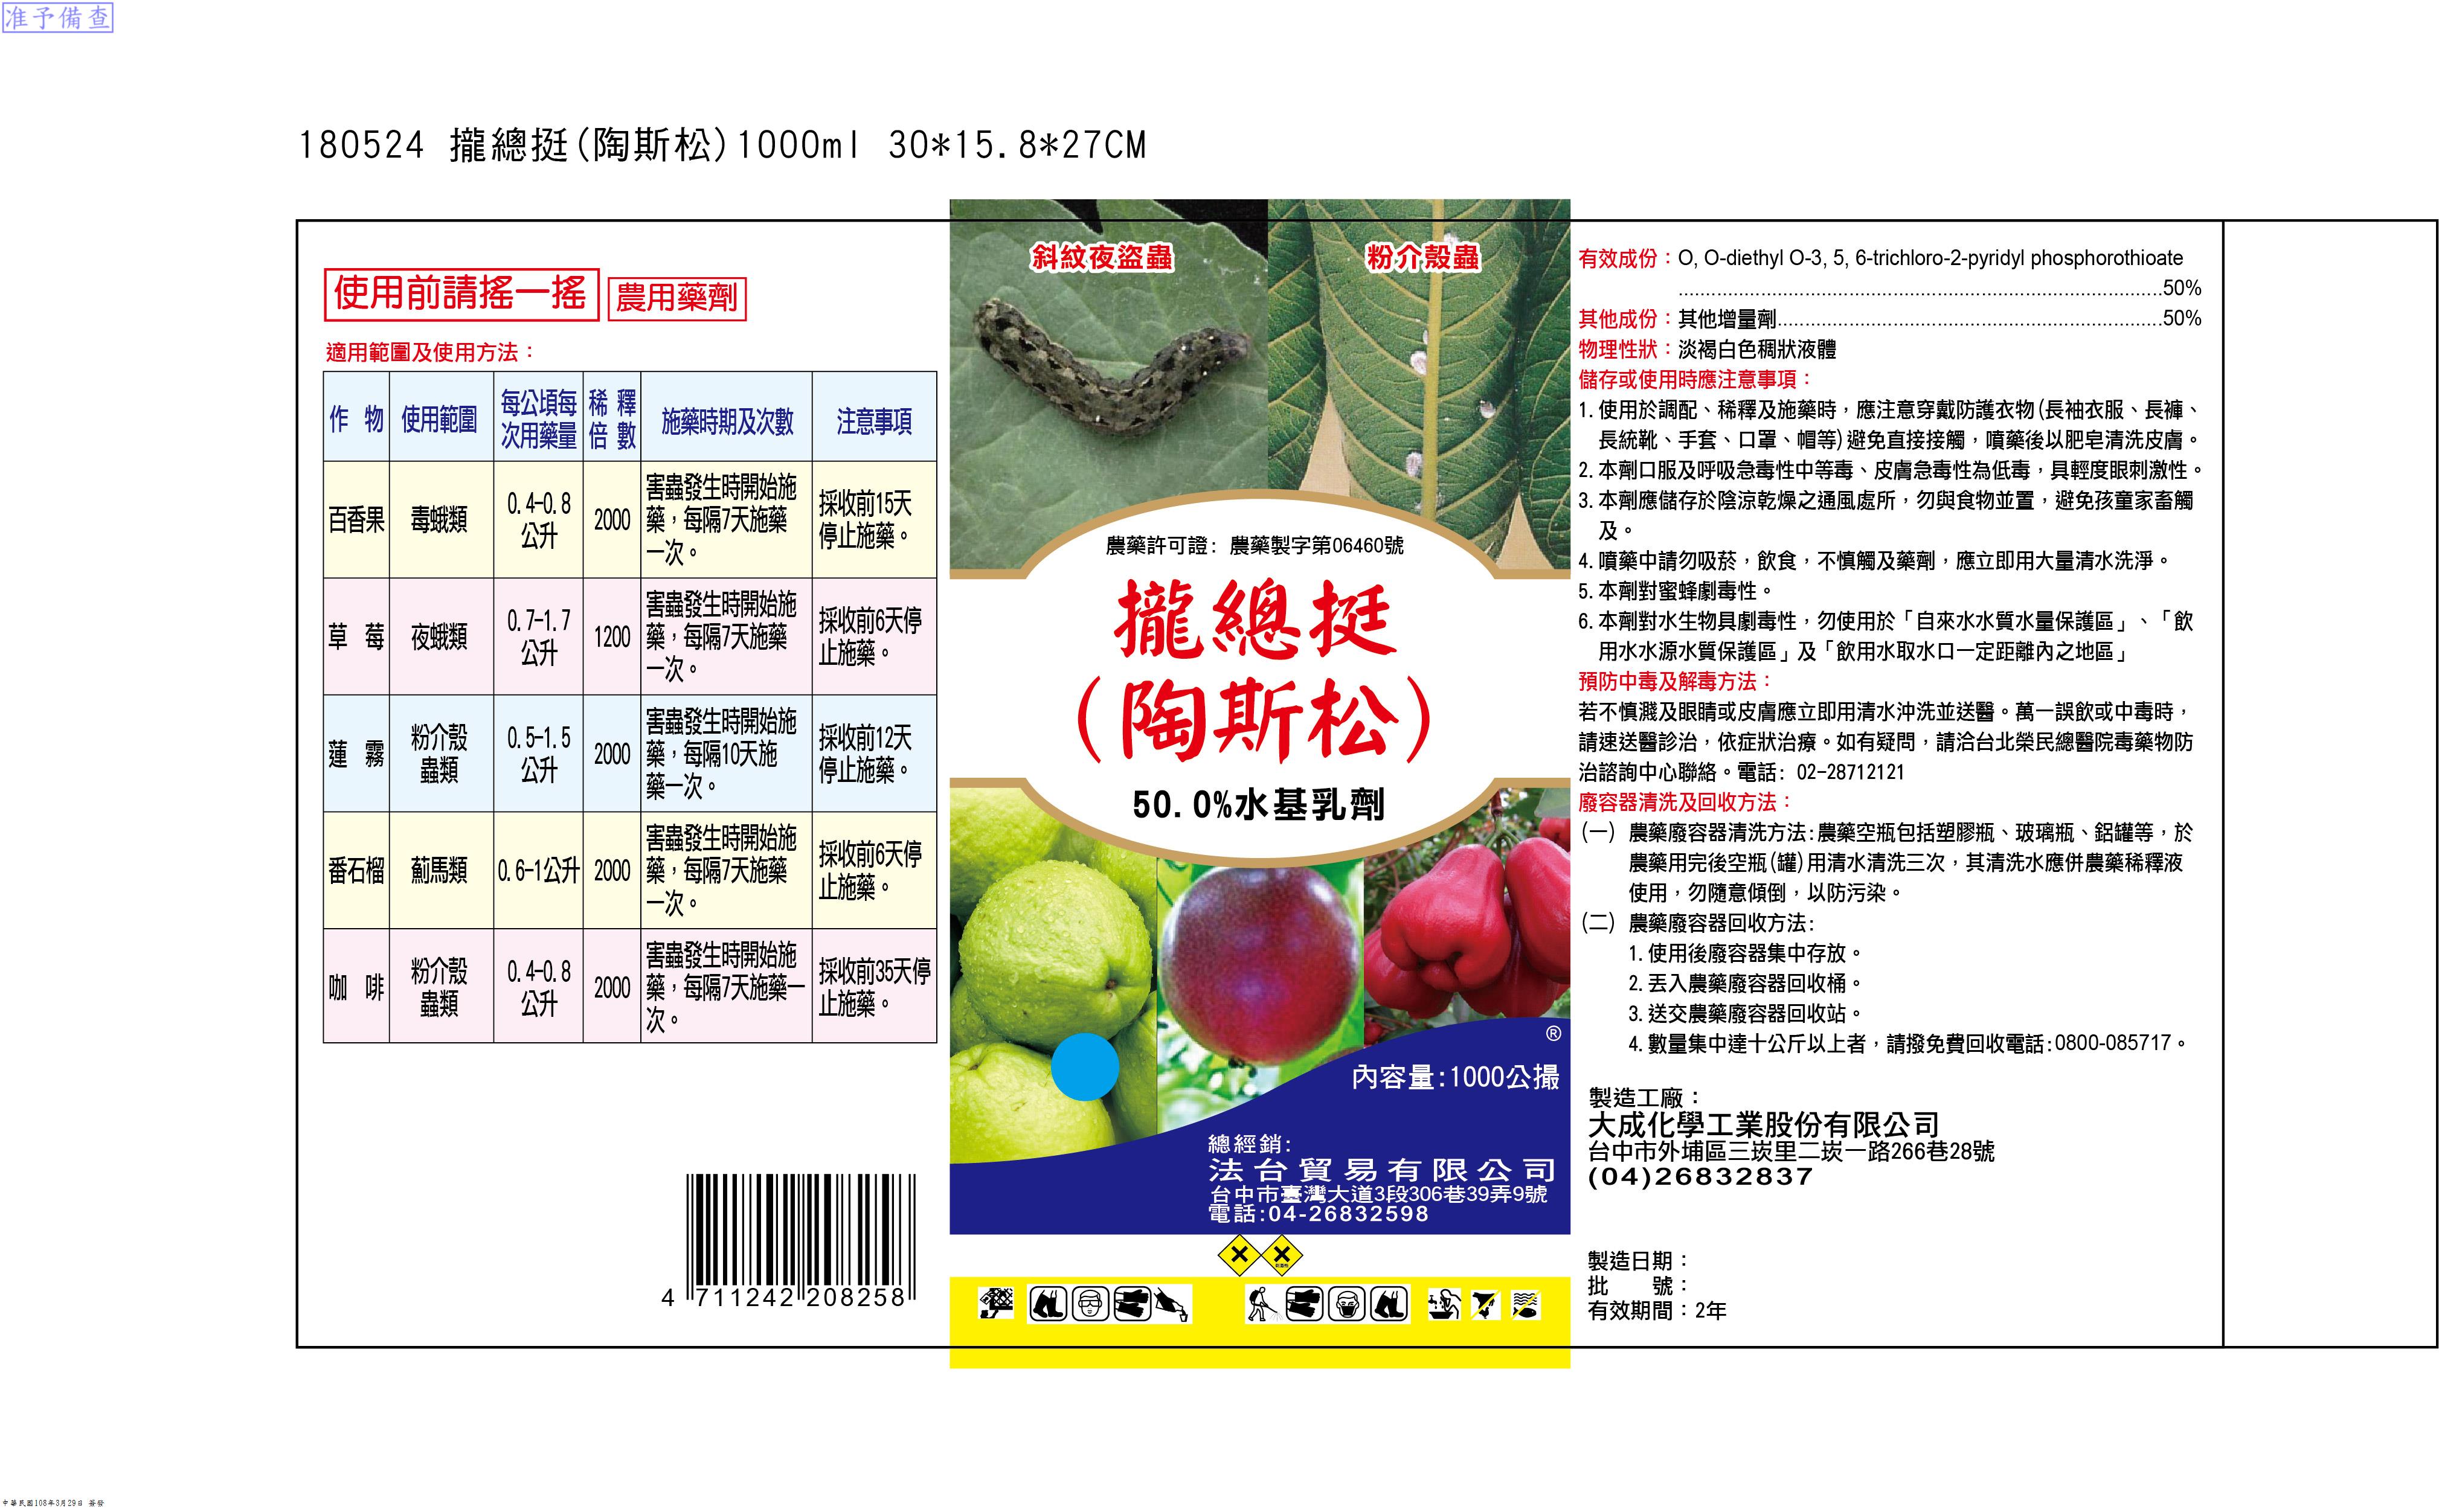 准予備查
180524 攏總挺(陶斯松)1000ml 30*15.8*27CM
使用前請搖一搖
農用藥劑
適用範圍及使用方法：
作 物 使用範圍 每公頃每次用藥量 稀釋倍數 施藥時期及次數 注意事項
百香果 毒蛾類 0.4-0.8公升 2000 害蟲發生時開始施藥，每隔7天施藥一次。 採收前15天停止施藥。
草 莓 夜蛾類 0.7-1.7公升 1200 害蟲發生時開始施藥，每隔7天施藥一次。 採收前6天停止施藥。
蓮 霧 粉介殼蟲類 0.5-1.5公升 2000 害蟲發生時開始施藥，每隔10天施藥一次。 採收前12天停止施藥。
番石榴 薊馬類 0.6-1公升 2000 害蟲發生時開始施藥，每隔7天施藥一次。 採收前6天停止施藥。
咖 啡 粉介殼蟲類 0.4-0.8公升 2000 害蟲發生時開始施藥，每隔7天施藥一次。 採收前35天停止施藥。
4 711242 208258
斜紋夜盜蟲
粉介殼蟲
農藥許可證: 農藥製字第06460號
攏總挺
(陶斯松)
50.0%水基乳劑
®
內容量:1000公撮
總經銷:
法台貿易有限公司
台中市臺灣大道3段306巷39弄9號
電話:04-26832598
有效成份：O, O-diethyl O-3, 5, 6-trichloro-2-pyridyl phosphorothioate
........................................................................................50%
其他成份：其他增量劑......................................................................50%
物理性狀：淡褐白色稠狀液體
儲存或使用時應注意事項：
1.使用於調配、稀釋及施藥時，應注意穿戴防護衣物(長袖衣服、長褲、
長統靴、手套、口罩、帽等)避免直接接觸，噴藥後以肥皂清洗皮膚。
2.本劑口服及呼吸急毒性中等毒、皮膚急毒性為低毒，具輕度眼刺激性。
3.本劑應儲存於陰涼乾燥之通風處所，勿與食物並置，避免孩童家畜觸
及。
4.噴藥中請勿吸菸，飲食，不慎觸及藥劑，應立即用大量清水洗淨。
5.本劑對蜜蜂劇毒性。
6.本劑對水生物具劇毒性，勿使用於「自來水水質水量保護區」、「飲
用水水源水質保護區」及「飲用水取水口一定距離內之地區」
預防中毒及解毒方法：
若不慎濺及眼睛或皮膚應立即用清水沖洗並送醫。萬一誤飲或中毒時，
請速送醫診治，依症狀治療。如有疑問，請洽台北榮民總醫院毒藥物防
治諮詢中心聯絡。電話: 02-28712121
廢容器清洗及回收方法：
(一) 農藥廢容器清洗方法:農藥空瓶包括塑膠瓶、玻璃瓶、鋁罐等，於
農藥用完後空瓶(罐)用清水清洗三次，其清洗水應併農藥稀釋液
使用，勿隨意傾倒，以防污染。
(二) 農藥廢容器回收方法:
1.使用後廢容器集中存放。
2.丟入農藥廢容器回收桶。
3.送交農藥廢容器回收站。
4.數量集中達十公斤以上者，請撥免費回收電話:0800-085717。
製造工廠：
大成化學工業股份有限公司
台中市外埔區三崁里二崁一路266巷28號
(04)26832837
製造日期：
批 號：
有效期間：2年
中華民國108年3月29日 簽發